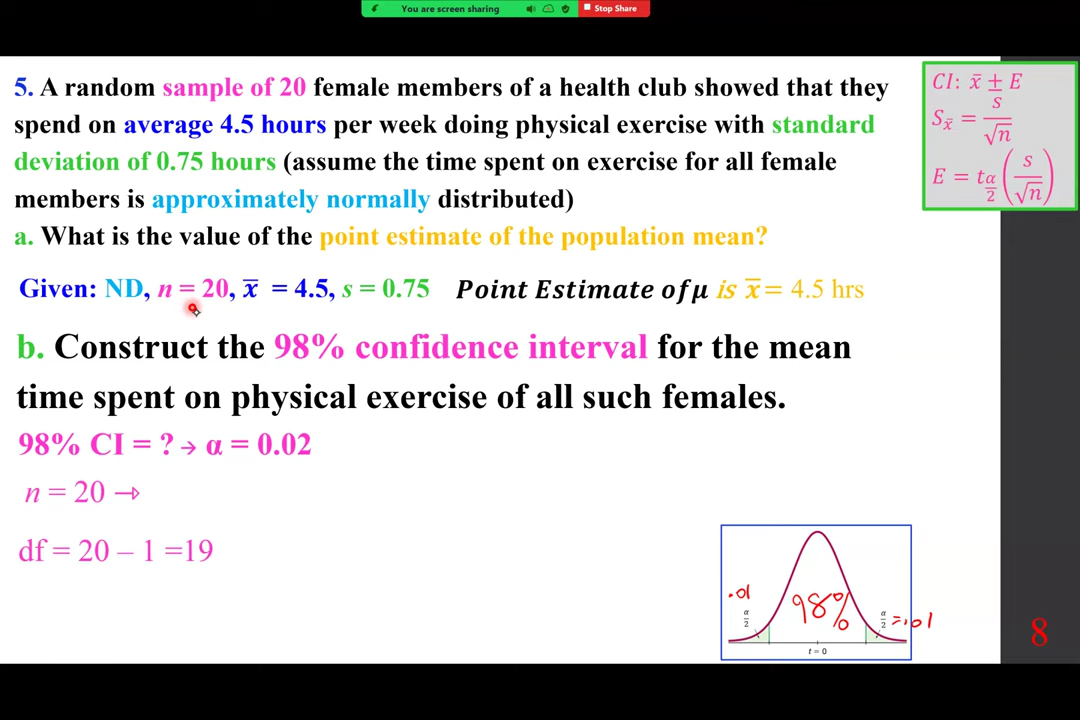 You are screen sharing Stop Share
5. A random sample of 20 female members of a health club showed that they
spend on average 4.5 hours per week doing physical exercise with standard
deviation of 0.75 hours (assume the time spent on exercise for all female
members is approximately normally distributed)
a. What is the value of the point estimate of the population mean?
Given: ND, n = 20, x̅ = 4.5, s = 0.75 Point Estimate of μ is x̅ = 4.5 hrs
b. Construct the 98% confidence interval for the mean
time spent on physical exercise of all such females.
98% CI = ? → α = 0.02
n = 20 →
df = 20 – 1 =19
CI: x̅ ± E
S_x̅ = s/√n
E = t_α/2 (s/√n)
.01
98%
α/2
α/2 = .01
t = 0
8